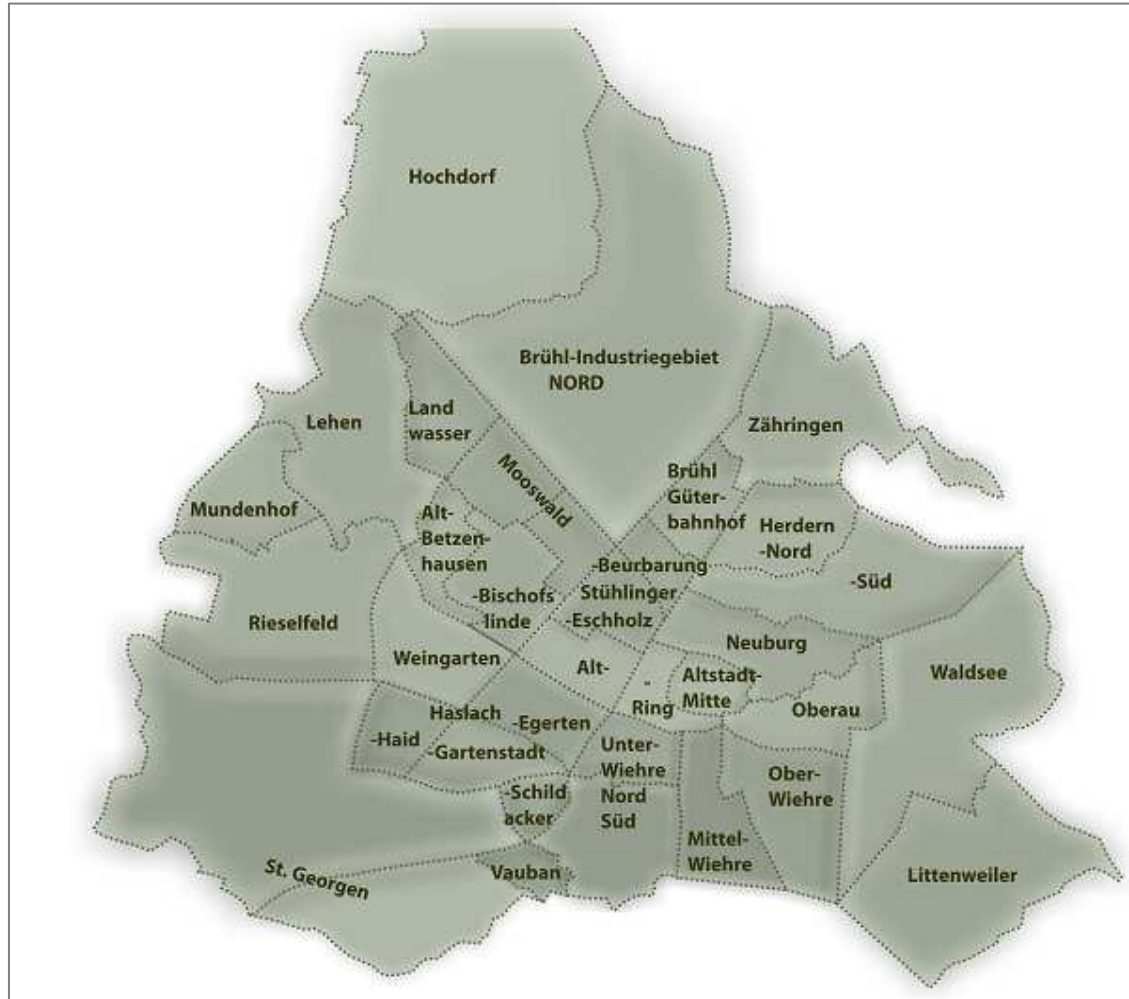 Hochdorf
Brühl-Industriegebiet
NORD
Zähringen
Lehen
Land
wasser
Mooswald
Brühl
Güter-
bahnhof
Mundenhof
Alt-
Betzen-
hausen
Herdern
-Nord
-Beurbarung
Stühlinger
-Eschholz
-Süd
-Bischofs
linde
Rieselfeld
Weingarten
Alt-
Neuburg
-
Ring
Altstadt-
Mitte
Waldsee
Oberau
Haslach
-Egerten
-Haid
-Gartenstadt
Unter-
Wiehre
Nord
Süd
Ober-
Wiehre
-Schild
acker
Mittel-
Wiehre
St. Georgen
Vauban
Littenweiler